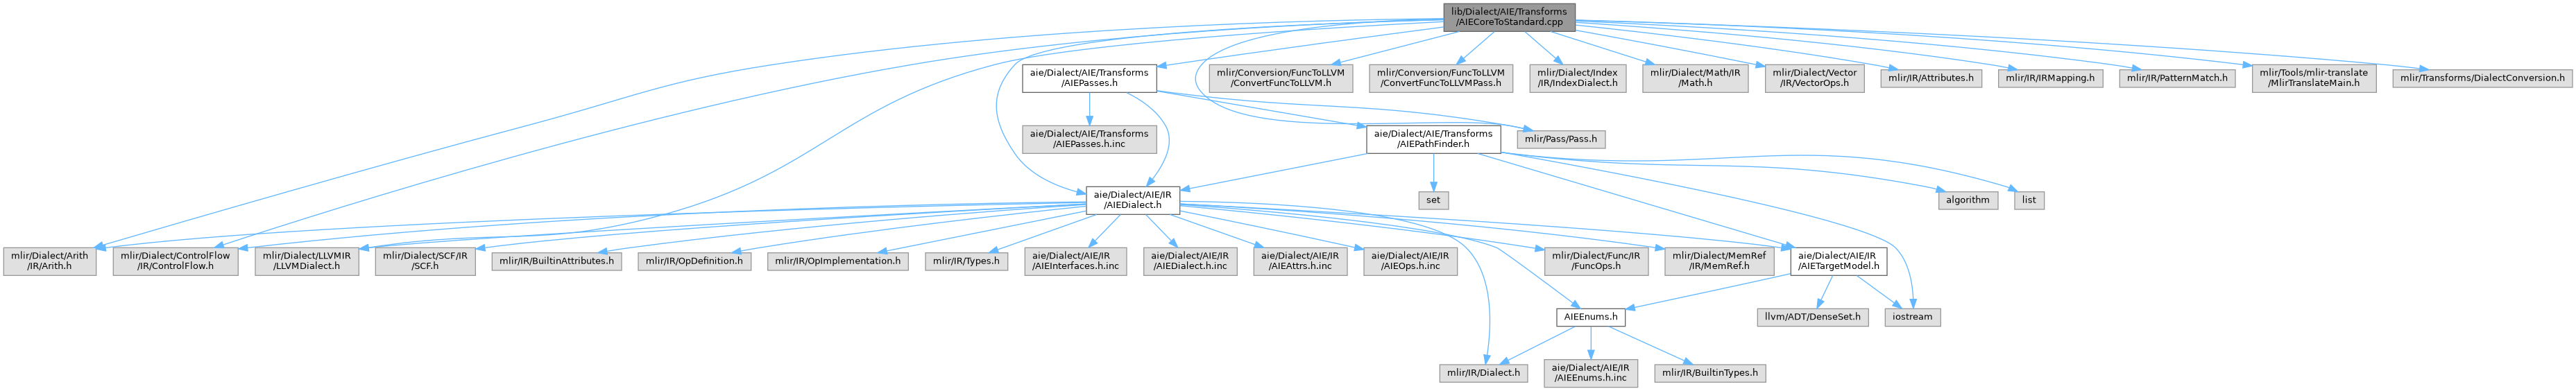 lib/Dialect/AIE/Transforms
/AIECoreToStandard.cpp
aie/Dialect/AIE/Transforms
/AIEPasses.h
mlir/Conversion/FuncToLLVM
/ConvertFuncToLLVM.h
mlir/Conversion/FuncToLLVM
/ConvertFuncToLLVMPass.h
mlir/Dialect/Index
/IR/IndexDialect.h
mlir/Dialect/Math/IR
/Math.h
mlir/Dialect/Vector
/IR/VectorOps.h
mlir/IR/Attributes.h
mlir/IR/IRMapping.h
mlir/IR/PatternMatch.h
mlir/Tools/mlir-translate
/MlirTranslateMain.h
mlir/Transforms/DialectConversion.h
aie/Dialect/AIE/Transforms
/AIEPasses.h.inc
aie/Dialect/AIE/Transforms
/AIEPathFinder.h
mlir/Pass/Pass.h
aie/Dialect/AIE/IR
/AIEDialect.h
set
algorithm
list
mlir/Dialect/Arith
/IR/Arith.h
mlir/Dialect/ControlFlow
/IR/ControlFlow.h
mlir/Dialect/LLVMIR
/LLVMDialect.h
mlir/Dialect/SCF/IR
/SCF.h
mlir/IR/BuiltinAttributes.h
mlir/IR/OpDefinition.h
mlir/IR/OpImplementation.h
mlir/IR/Types.h
aie/Dialect/AIE/IR
/AIEInterfaces.h.inc
aie/Dialect/AIE/IR
/AIEDialect.h.inc
aie/Dialect/AIE/IR
/AIEAttrs.h.inc
aie/Dialect/AIE/IR
/AIEOps.h.inc
mlir/Dialect/Func/IR
/FuncOps.h
mlir/Dialect/MemRef
/IR/MemRef.h
aie/Dialect/AIE/IR
/AIETargetModel.h
AIEEnums.h
llvm/ADT/DenseSet.h
iostream
mlir/IR/Dialect.h
aie/Dialect/AIE/IR
/AIEEnums.h.inc
mlir/IR/BuiltinTypes.h